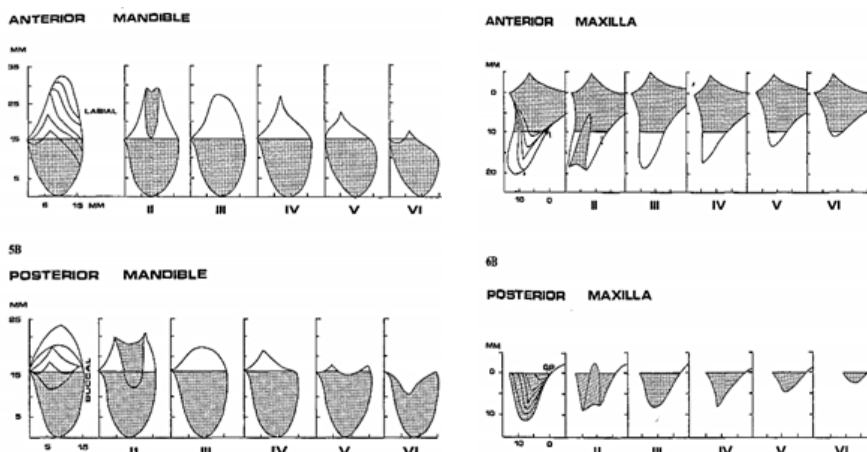 ANTERIOR MANDIBLE
MM
35
25
15
5
LABIAL
5 15 MM
II III IV V VI
5B
POSTERIOR MANDIBLE
MM
25
15
5
BUCCAL
5 15
II III IV V VI
ANTERIOR MAXILLA
MM
0
10
20
10 0
II III IV V VI
6B
POSTERIOR MAXILLA
MM
0
10
10 0
II III IV V VI